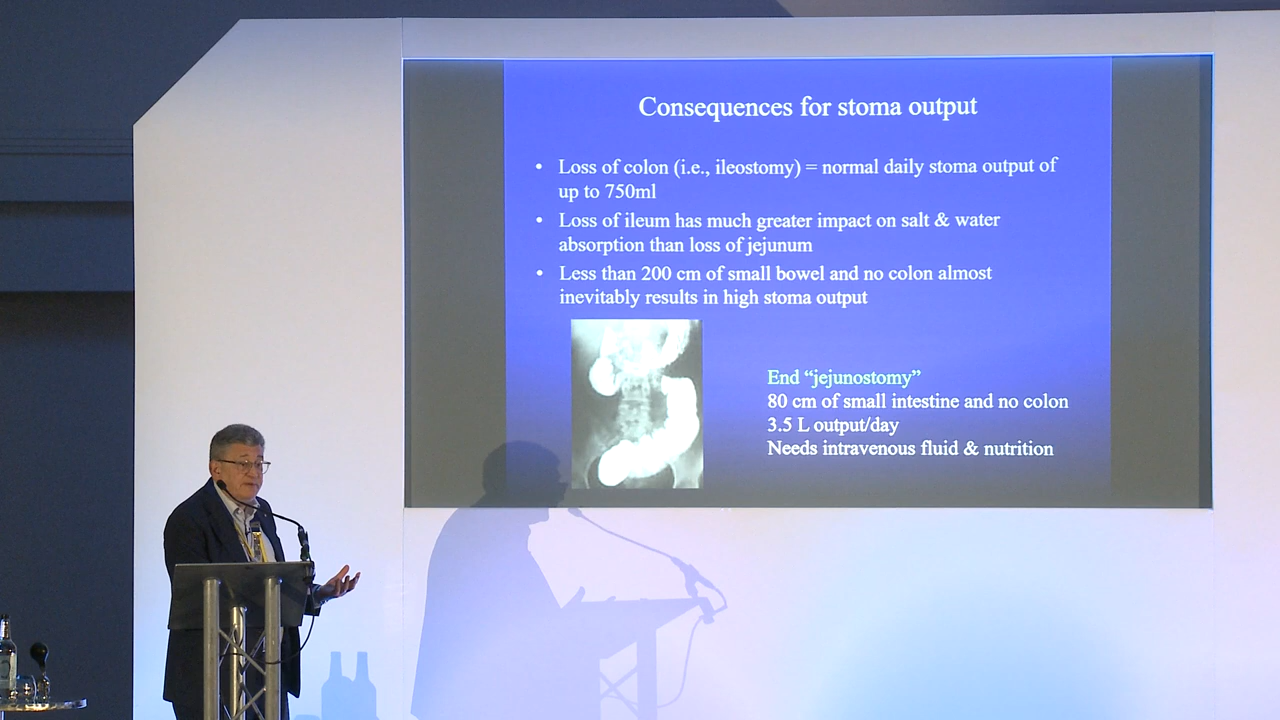 Consequences for stoma output
• Loss of colon (i.e., ileostomy) = normal daily stoma output of
up to 750ml
• Loss of ileum has much greater impact on salt & water
absorption than loss of jejunum
• Less than 200 cm of small bowel and no colon almost
inevitably results in high stoma output
End “jejunostomy”
80 cm of small intestine and no colon
3.5 L output/day
Needs intravenous fluid & nutrition